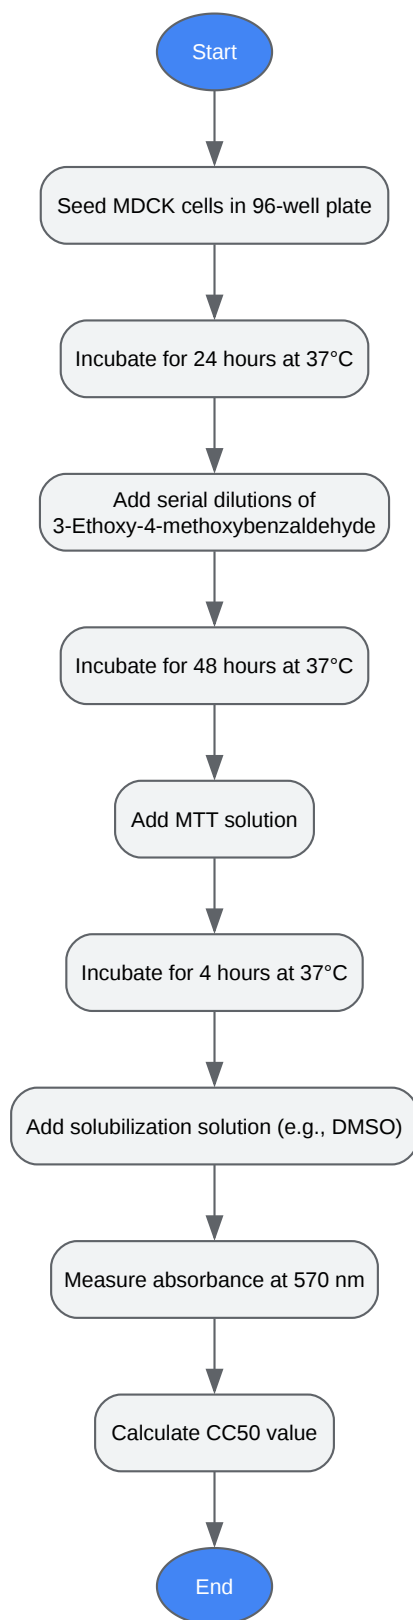 Start
Seed MDCK cells in 96-well plate
Incubate for 24 hours at 37°C
Add serial dilutions of
3-Ethoxy-4-methoxybenzaldehyde
Incubate for 48 hours at 37°C
Add MTT solution
Incubate for 4 hours at 37°C
Add solubilization solution (e.g., DMSO)
Measure absorbance at 570 nm
Calculate CC50 value
End